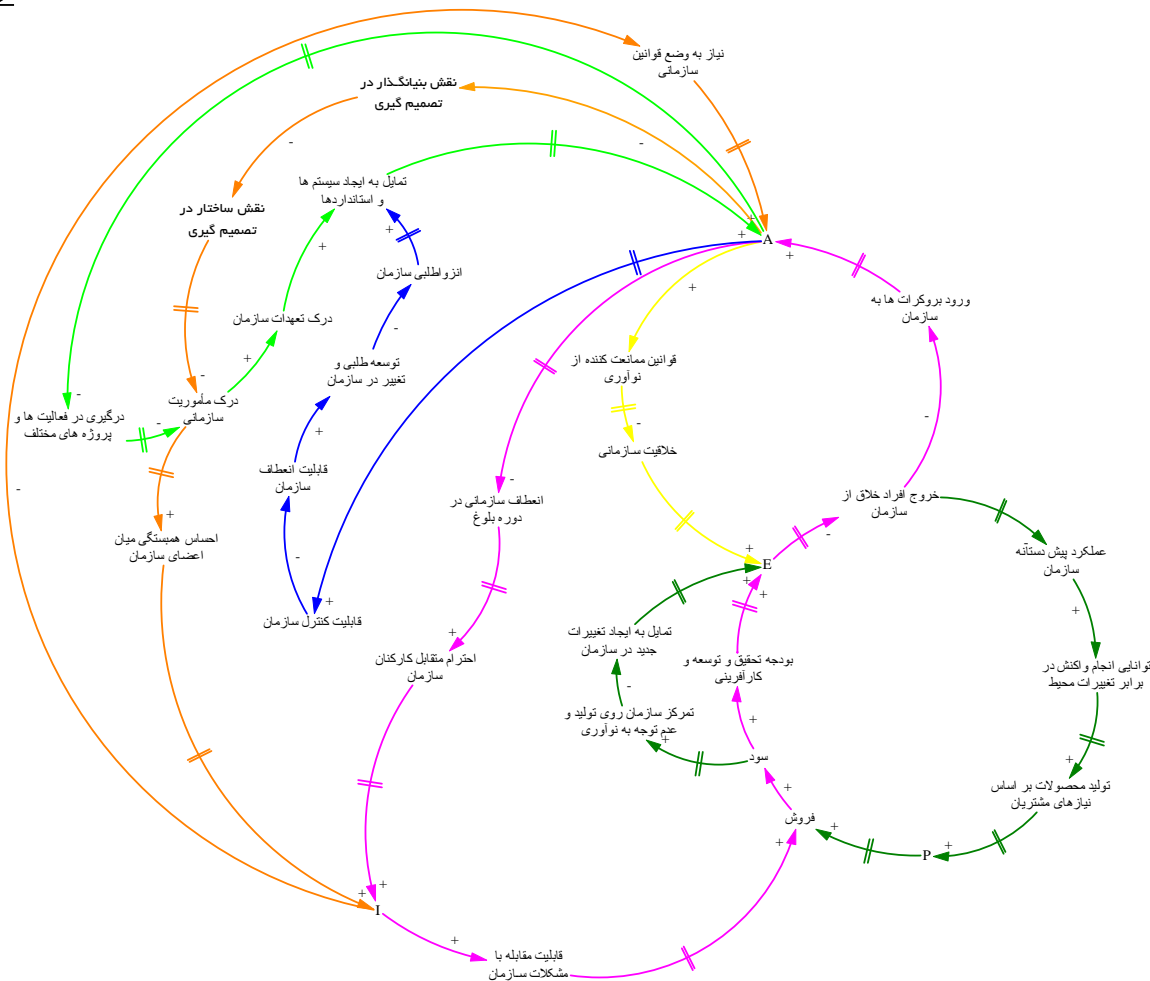 نیاز به وضع قوانین
سازمانی
نقش بنیانگذار در
تصمیم گیری
تمایل به ایجاد سیستم ها
و استانداردها
نقش ساختار در
تصمیم گیری
A
انزواطلبی سازمان
ورود بروکرات ها به
سازمان
درک تعهدات سازمان
قوانین ممانعت کننده از
نوآوری
توسعه طلبی و
تغییر در سازمان
درک مأموریت
سازمانی
درگیری در فعالیت ها و
پروژه های مختلف
خلاقیت سازمانی
قابلیت انعطاف
سازمان
انعطاف سازمانی در
دوره بلوغ
خروج افراد خلاق از
سازمان
احساس همبستگی میان
اعضای سازمان
عملکرد پیش دستانه
سازمان
E
قابلیت کنترل سازمان
تمایل به ایجاد تغییرات
جدید در سازمان
احترام متقابل کارکنان
سازمان
بودجه تحقیق و توسعه و
کارآفرینی
توانایی انجام واکنش در
برابر تغییرات محیط
تمرکز سازمان روی تولید و
عدم توجه به نوآوری
سود
تولید محصولات بر اساس
نیازهای مشتریان
فروش
P
I
قابلیت مقابله با
مشکلات سازمان